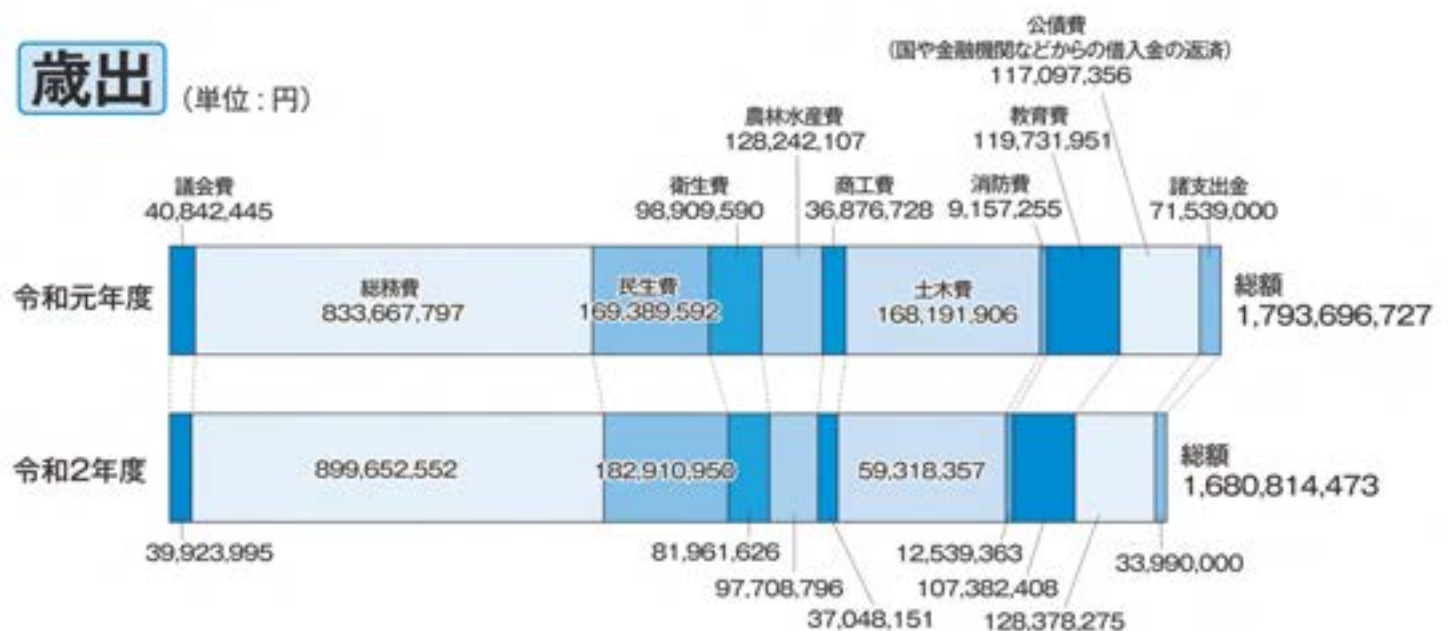 歳出
(単位 : 円)
公債費
(国や金融機関などからの借入金の返済)
117,097,356
農林水産費
128,242,107
教育費
119,731,951
議会費
40,842,445
衛生費
98,909,590
商工費
36,876,728
消防費
9,157,255
諸支出金
71,539,000
令和元年度
総務費
833,667,797
民生費
169,389,592
土木費
168,191,906
総額
1,793,696,727
令和2年度
899,652,552
182,910,950
59,318,357
総額
1,680,814,473
39,923,995
81,961,626
97,708,796
37,048,151
12,539,363
107,382,408
128,378,275
33,990,000